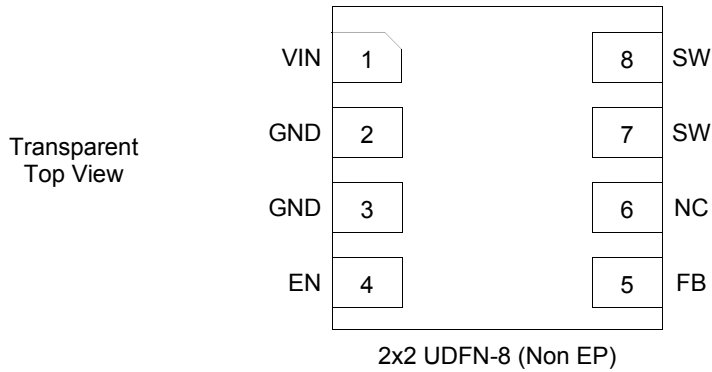 VIN 1 8 SW
GND 2 7 SW
Transparent
Top View
GND 3 6 NC
EN 4 5 FB
2x2 UDFN-8 (Non EP)